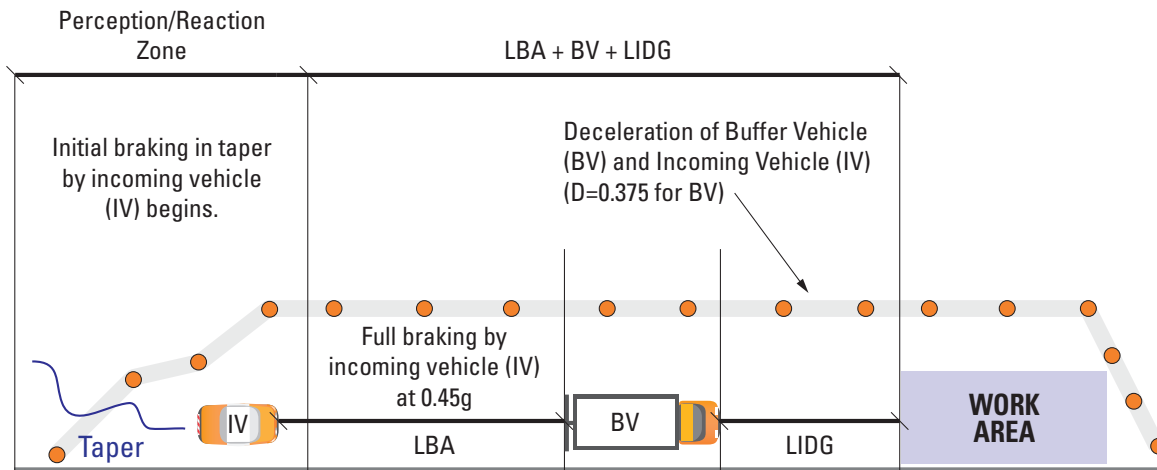 Perception/Reaction
Zone
LBA + BV + LIDG
Initial braking in taper
by incoming vehicle
(IV) begins.
Deceleration of Buffer Vehicle
(BV) and Incoming Vehicle (IV)
(D=0.375 for BV)
Full braking by
incoming vehicle (IV)
at 0.45g
IV
BV
WORK
AREA
Taper
LBA
LIDG